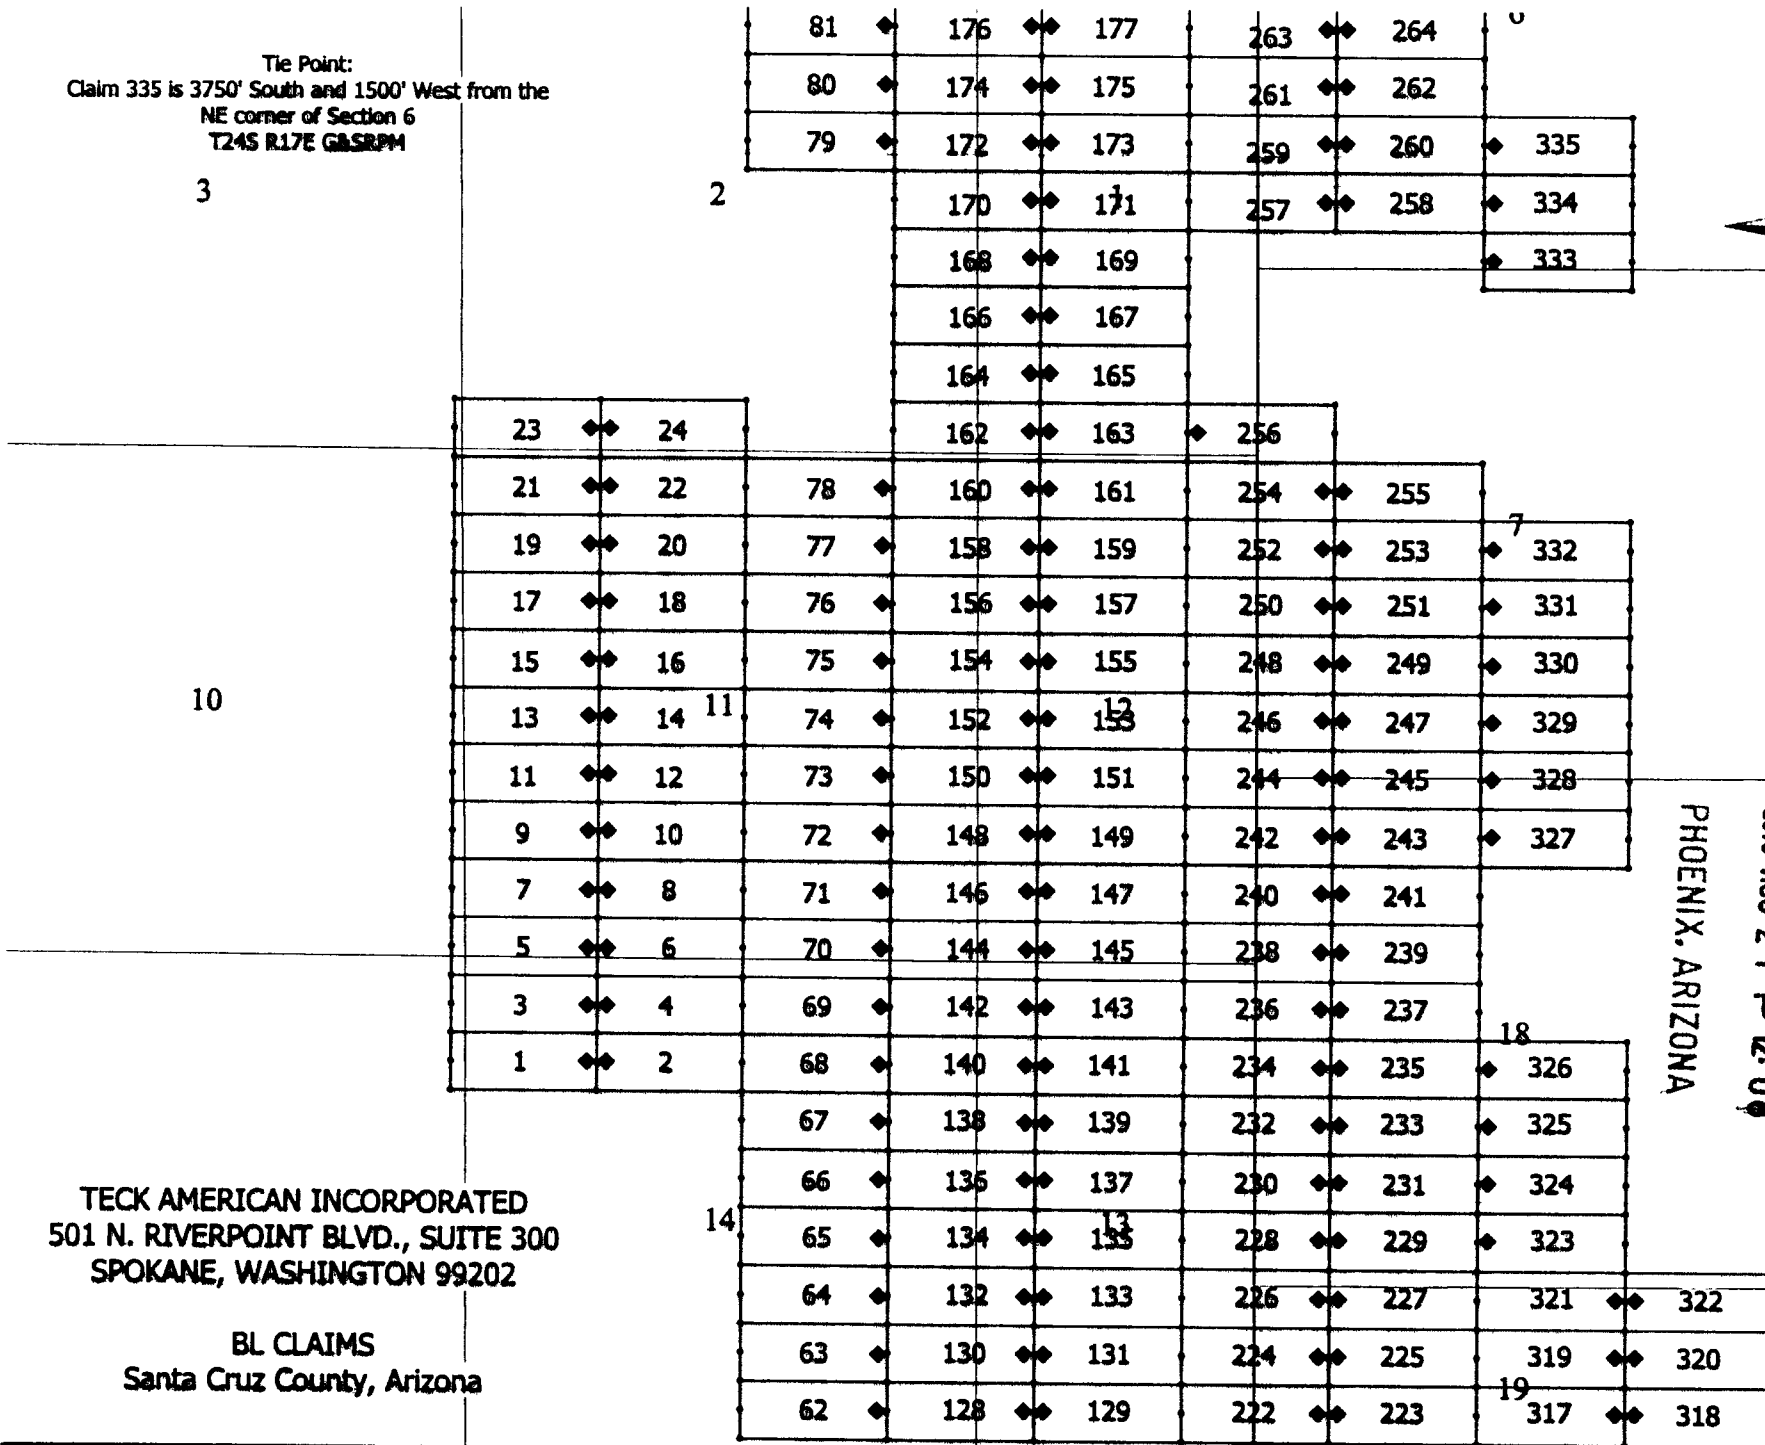 81 176 177 263 264
Tie Point:
Claim 335 is 3750' South and 1500' West from the
NE corner of Section 6
T24S R17E G&SRPM
80 174 175 261 262
79 172 173 259 260 335
3 2 1
170 171 257 258 334
168 169 333
166 167
164 165
23 24 162 163 256
21 22 78 160 161 254 255
7
19 20 77 158 159 252 253 332
17 18 76 156 157 250 251 331
15 16 75 154 155 248 249 330
10 11 12
13 14 74 152 153 246 247 329
11 12 73 150 151 244 245 328
9 10 72 148 149 242 243 327
7 8 71 146 147 240 241
5 6 70 144 145 238 239
3 4 69 142 143 236 237
18
1 2 68 140 141 234 235 326
67 138 139 232 233 325
66 136 137 230 231 324
14 13
65 134 135 228 229 323
64 132 133 226 227 321 322
63 130 131 224 225 319 320
19
62 128 129 222 223 317 318
PHOENIX, ARIZONA
TECK AMERICAN INCORPORATED
501 N. RIVERPOINT BLVD., SUITE 300
SPOKANE, WASHINGTON 99202
BL CLAIMS
Santa Cruz County, Arizona